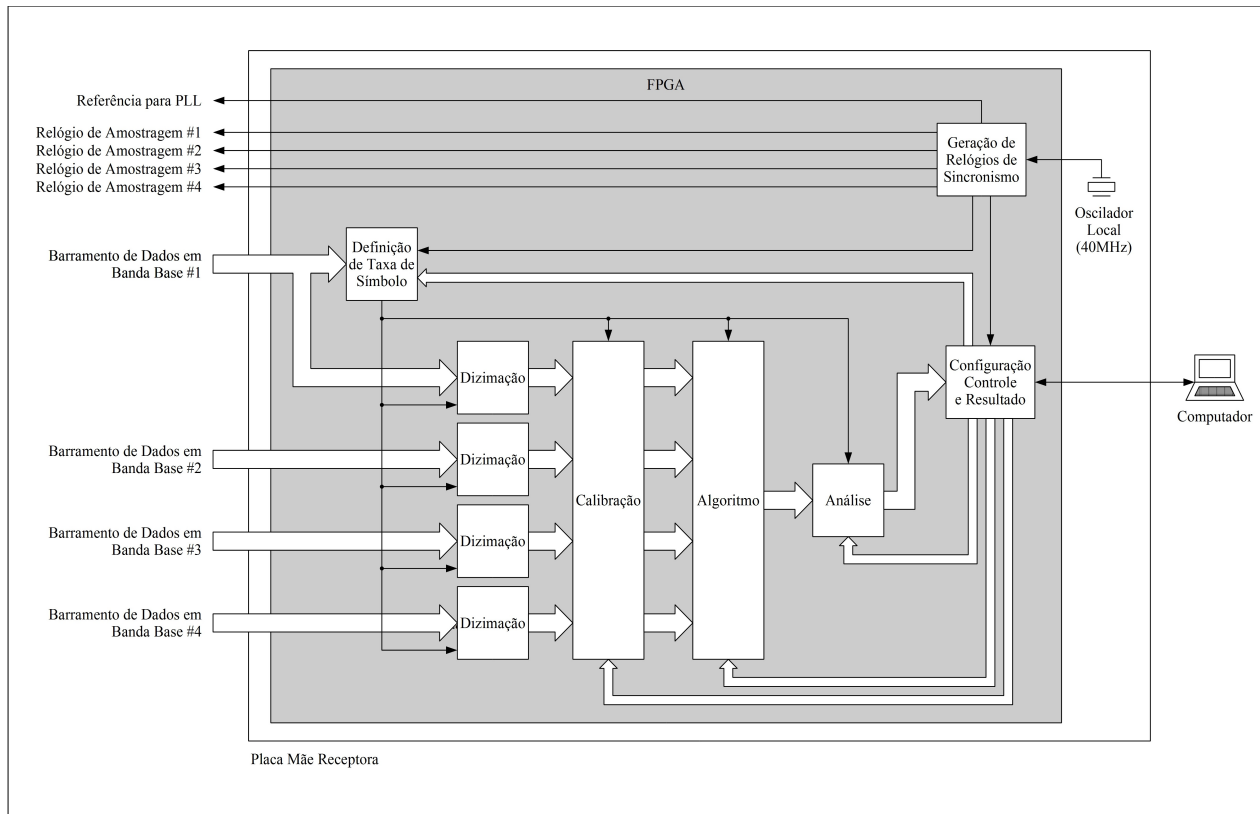 FPGA
Referência para PLL
Relógio de Amostragem #1
Relógio de Amostragem #2
Relógio de Amostragem #3
Relógio de Amostragem #4
Geração de
Relógios de
Sincronismo
Oscilador
Local
(40MHz)
Barramento de Dados em
Banda Base #1
Definição
de Taxa de
Símbolo
Dizimação
Configuração
Controle
e Resultado
Computador
Barramento de Dados em
Banda Base #2
Dizimação
Calibração
Algoritmo
Análise
Barramento de Dados em
Banda Base #3
Dizimação
Barramento de Dados em
Banda Base #4
Dizimação
Placa Mãe Receptora